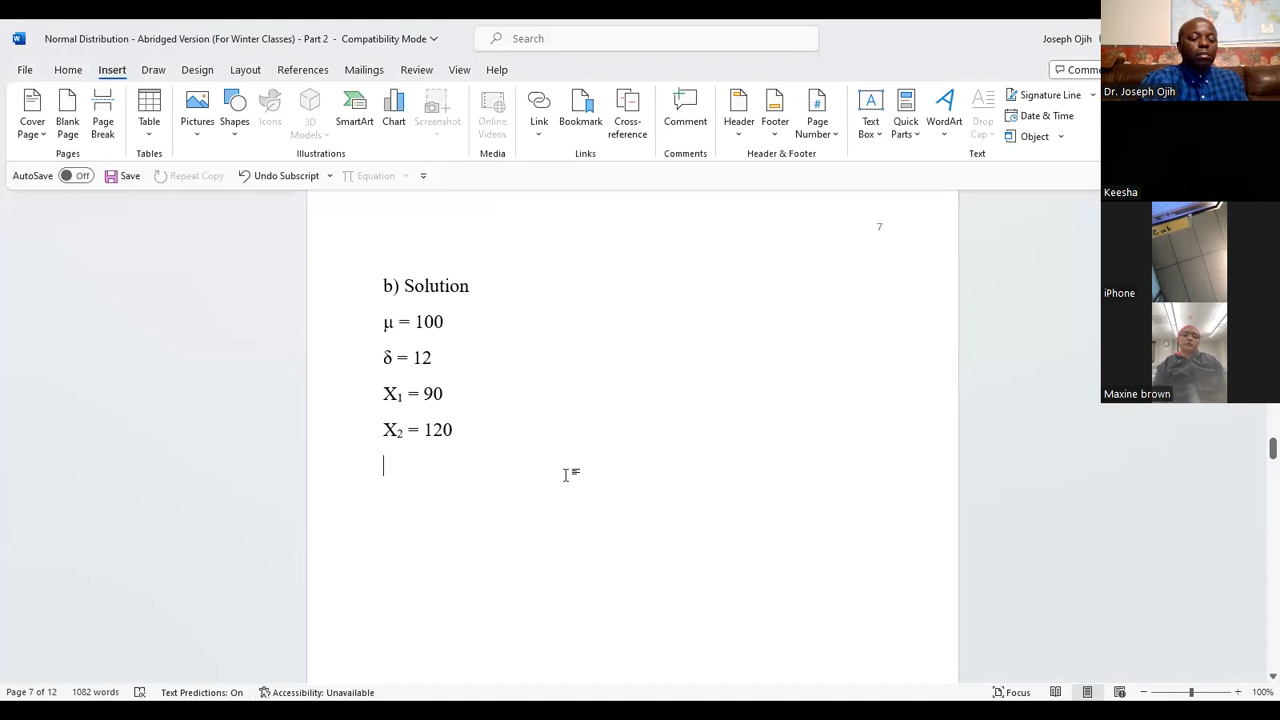 Normal Distribution - Abridged Version (For Winter Classes) - Part 2 - Compatibility Mode
Search
Joseph Ojih
File Home Insert Draw Design Layout References Mailings Review View Help
Comme
Cover Page
Blank Page
Page Break
Table
Pictures
Shapes
Icons
3D Models
SmartArt
Chart
Screenshot
Online Videos
Link
Bookmark
Cross-reference
Comment
Header
Footer
Page Number
Text Box
Quick Parts
WordArt
Drop Cap
Signature Line
Date & Time
Object
Pages Tables Illustrations Media Links Comments Header & Footer Text
AutoSave Off Save Repeat Copy Undo Subscript Equation
7
b) Solution
µ = 100
δ = 12
X₁ = 90
X₂ = 120
Dr. Joseph Ojih
Keesha
iPhone
Maxine brown
Page 7 of 12 1082 words Text Predictions: On Accessibility: Unavailable Focus 100%